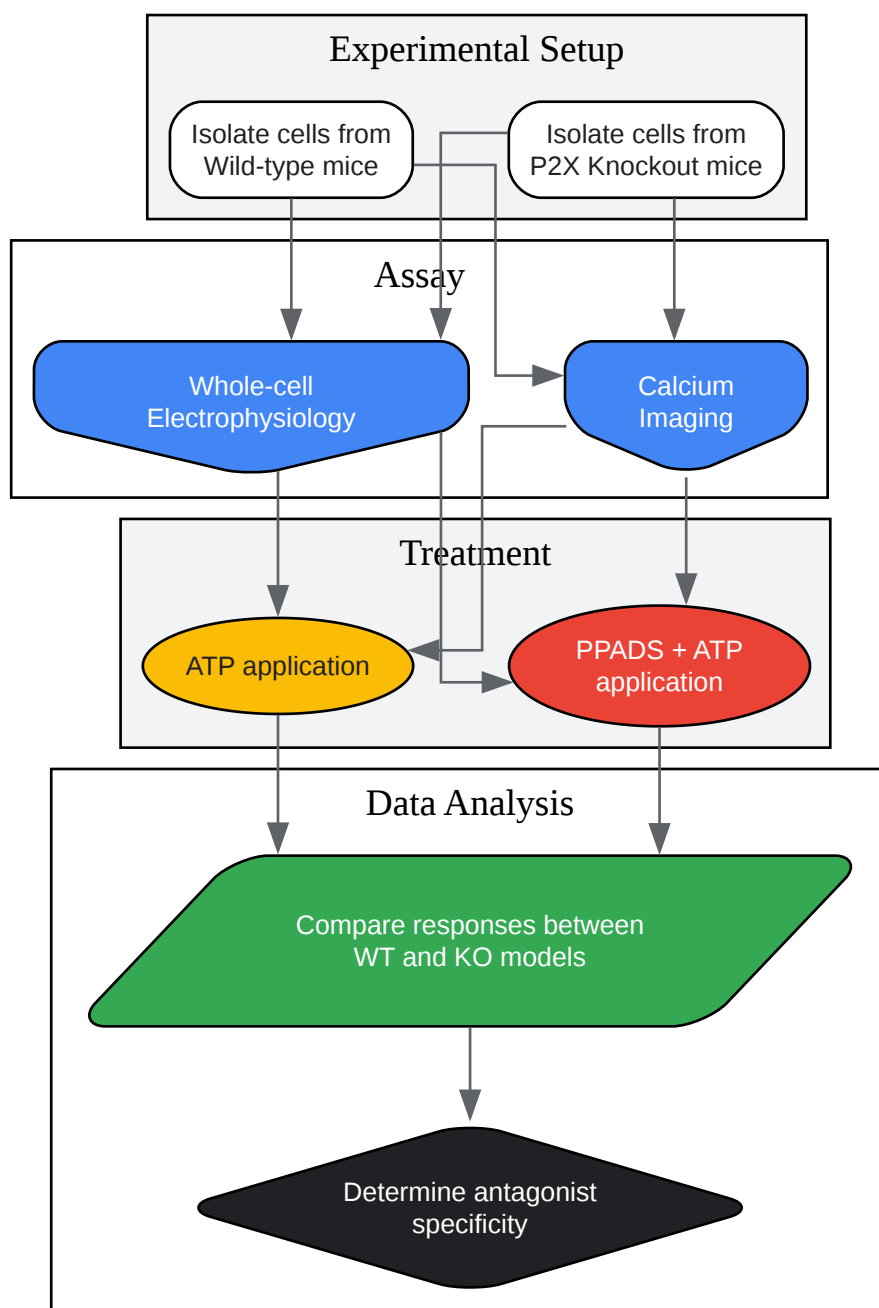 Experimental Setup
Isolate cells from
Wild-type mice
Isolate cells from
P2X Knockout mice
Assay
Whole-cell
Electrophysiology
Calcium
Imaging
Treatment
ATP application
PPADS + ATP
application
Data Analysis
Compare responses between
WT and KO models
Determine antagonist
specificity